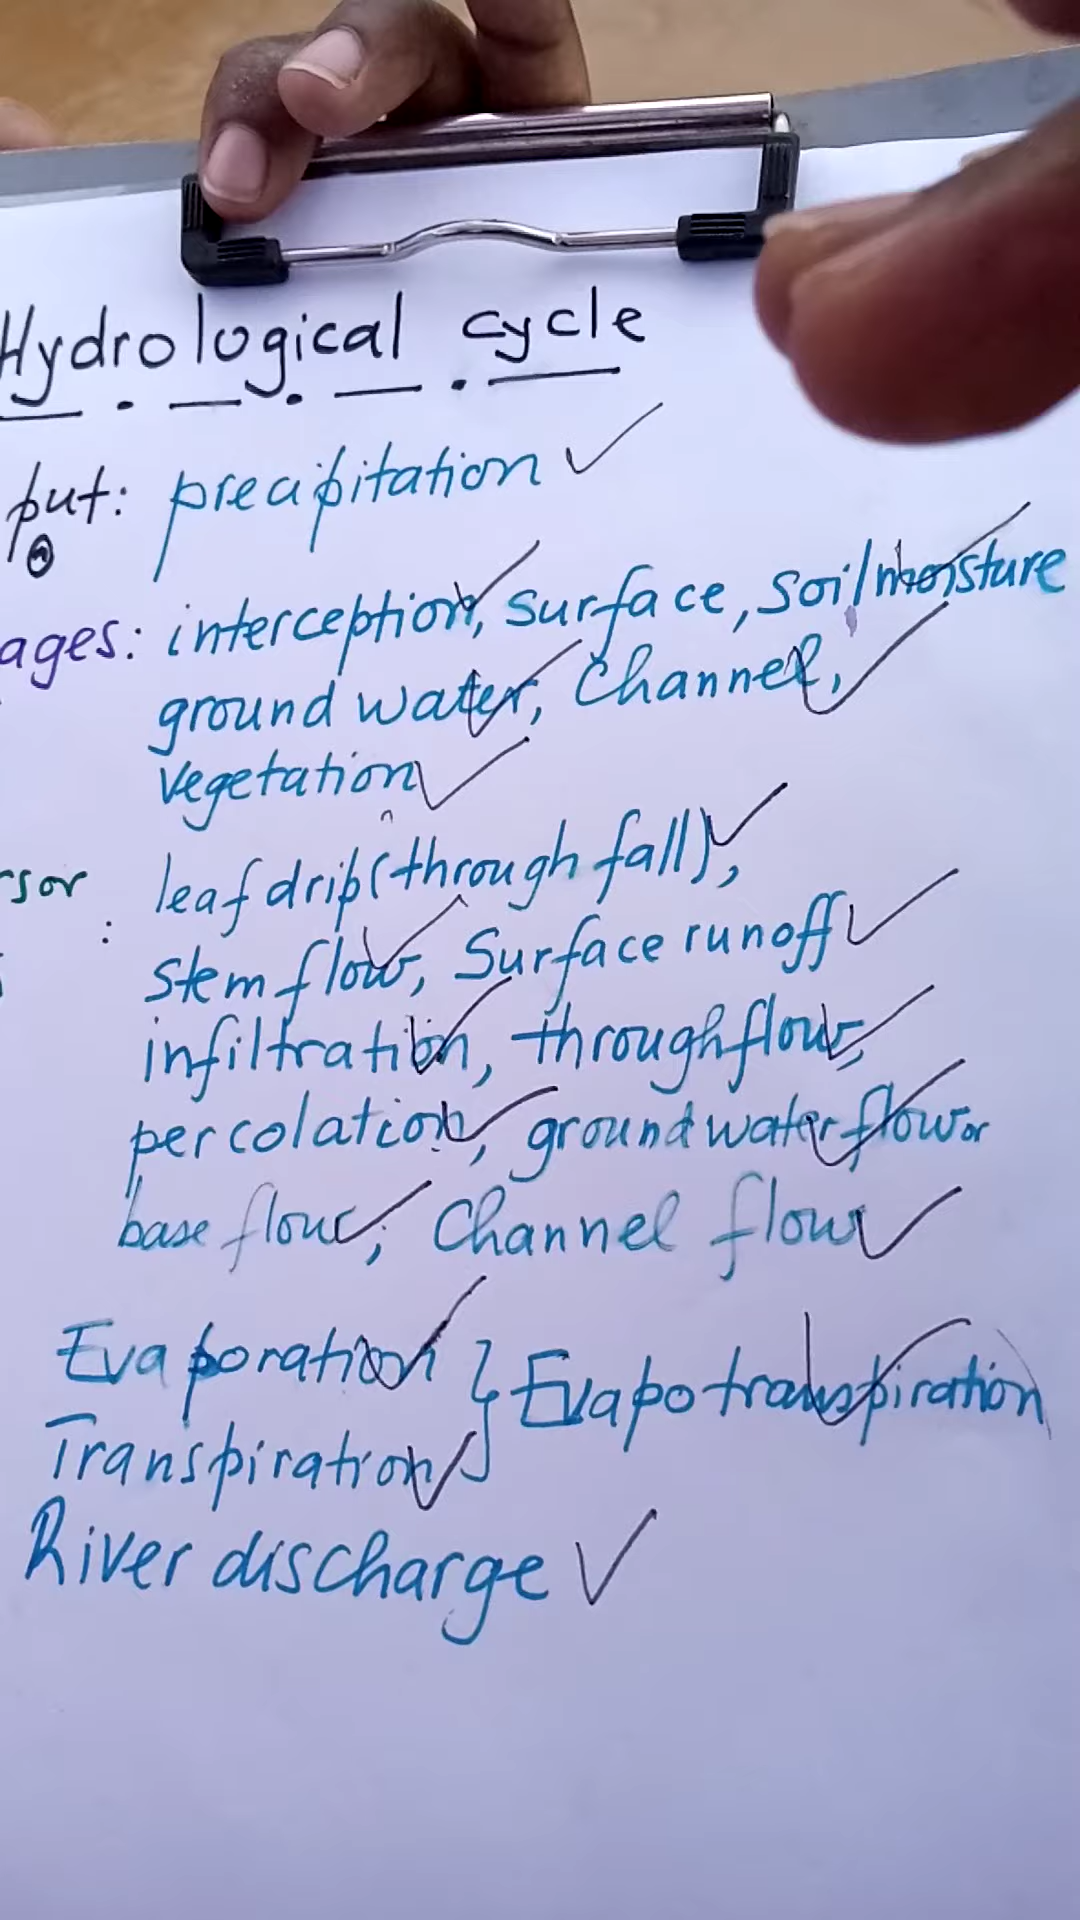 Hydrological cycle
put: precipitation
ages: interception, surface, soil moisture
ground water, Channel,
vegetation
rsor : leaf drip (through fall),
stem flow, Surface runoff
infiltration, throughflow,
percolation, groundwater flow or
base flow, Channel flow
Evaporation } Evapotranspiration
Transpiration
River discharge